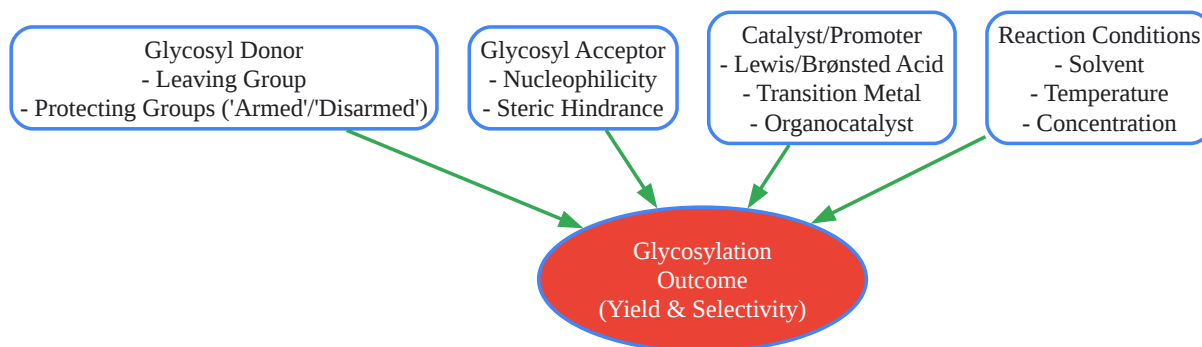 Glycosyl Donor
- Leaving Group
- Protecting Groups ('Armed'/'Disarmed')
Glycosyl Acceptor
- Nucleophilicity
- Steric Hindrance
Catalyst/Promoter
- Lewis/Brønsted Acid
- Transition Metal
- Organocatalyst
Reaction Conditions
- Solvent
- Temperature
- Concentration
Glycosylation
Outcome
(Yield & Selectivity)